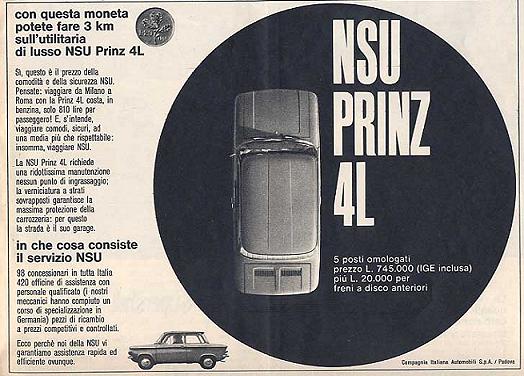 con questa moneta
potete fare 3 km
sull'utilitaria
di lusso NSU Prinz 4L
Sì, questo è il prezzo della
comodità e della sicurezza NSU.
Pensate: viaggiare da Milano a
Roma con la Prinz 4L costa, in
benzina, solo 810 lire per
passeggero! E, s'intende,
viaggiare comodi, sicuri, ad
una media più che rispettabile:
insomma, viaggiare NSU.
La NSU Prinz 4L richiede
una ridottissima manutenzione
nessun punto di ingrassaggio;
la verniciatura a strati
sovrapposti garantisce la
massima protezione della
carrozzeria: per questo
la strada è il suo garage.
in che cosa consiste
il servizio NSU
98 concessionari in tutta Italia
420 officine di assistenza con
personale qualificato (i nostri
meccanici hanno compiuto un
corso di specializzazione in
Germania) pezzi di ricambio
a prezzi competitivi e controllati.
Ecco perché noi della NSU vi
garantiamo assistenza rapida ed
efficiente ovunque.
NSU
PRINZ
4L
5 posti omologati
prezzo L. 745.000 (IGE inclusa)
più L. 20.000 per
freni a disco anteriori
Compagnia Italiana Automobili S.p.A. / Padova